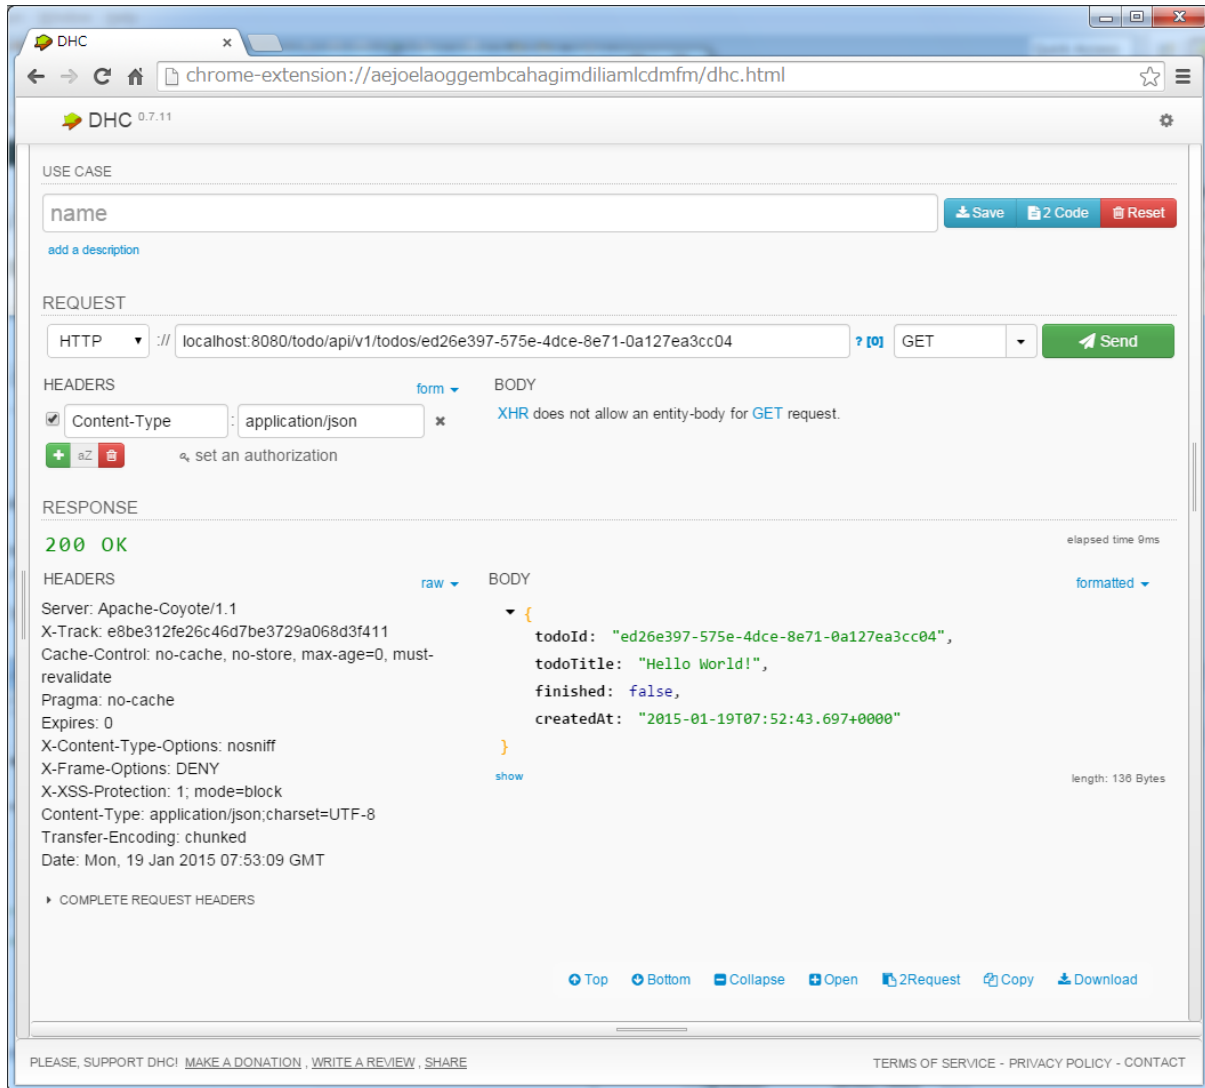 DHC
chrome-extension://aejoelaoggembcahagimdiliamlcdmfm/dhc.html
DHC 0.7.11
USE CASE
name Save 2 Code Reset
add a description
REQUEST
HTTP :// localhost:8080/todo/api/v1/todos/ed26e397-575e-4dce-8e71-0a127ea3cc04 ? [0] GET Send
HEADERS form
Content-Type : application/json
aZ set an authorization
BODY
XHR does not allow an entity-body for GET request.
RESPONSE
200 OK elapsed time 9ms
HEADERS raw
Server: Apache-Coyote/1.1
X-Track: e8be312fe26c46d7be3729a068d3f411
Cache-Control: no-cache, no-store, max-age=0, must-
revalidate
Pragma: no-cache
Expires: 0
X-Content-Type-Options: nosniff
X-Frame-Options: DENY
X-XSS-Protection: 1; mode=block
Content-Type: application/json;charset=UTF-8
Transfer-Encoding: chunked
Date: Mon, 19 Jan 2015 07:53:09 GMT
COMPLETE REQUEST HEADERS
BODY formatted
{
todoId: "ed26e397-575e-4dce-8e71-0a127ea3cc04",
todoTitle: "Hello World!",
finished: false,
createdAt: "2015-01-19T07:52:43.697+0000"
}
show length: 136 Bytes
Top Bottom Collapse Open 2Request Copy Download
PLEASE, SUPPORT DHC! MAKE A DONATION , WRITE A REVIEW , SHARE TERMS OF SERVICE - PRIVACY POLICY - CONTACT